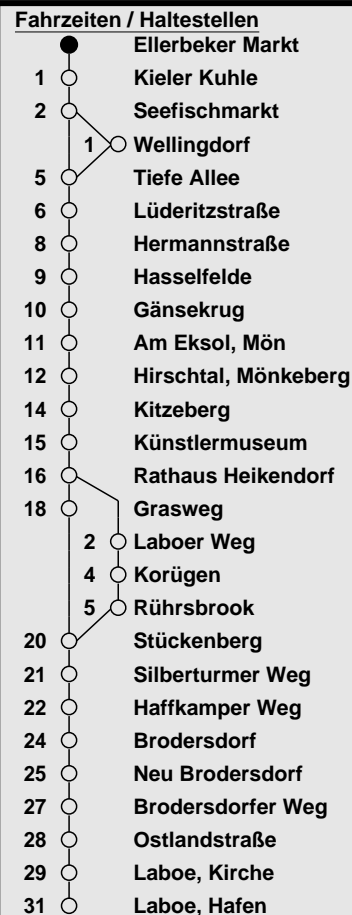 Fahrzeiten / Haltestellen
Ellerbeker Markt
1 Kieler Kuhle
2 Seefischmarkt
1 Wellingdorf
5 Tiefe Allee
6 Lüderitzstraße
8 Hermannstraße
9 Hasselfelde
10 Gänsekrug
11 Am Eksol, Mön
12 Hirschtal, Mönkeberg
14 Kitzeberg
15 Künstlermuseum
16 Rathaus Heikendorf
18 Grasweg
2 Laboer Weg
4 Korügen
5 Rührsbrook
20 Stückenberg
21 Silberturmer Weg
22 Haffkamper Weg
24 Brodersdorf
25 Neu Brodersdorf
27 Brodersdorfer Weg
28 Ostlandstraße
29 Laboe, Kirche
31 Laboe, Hafen